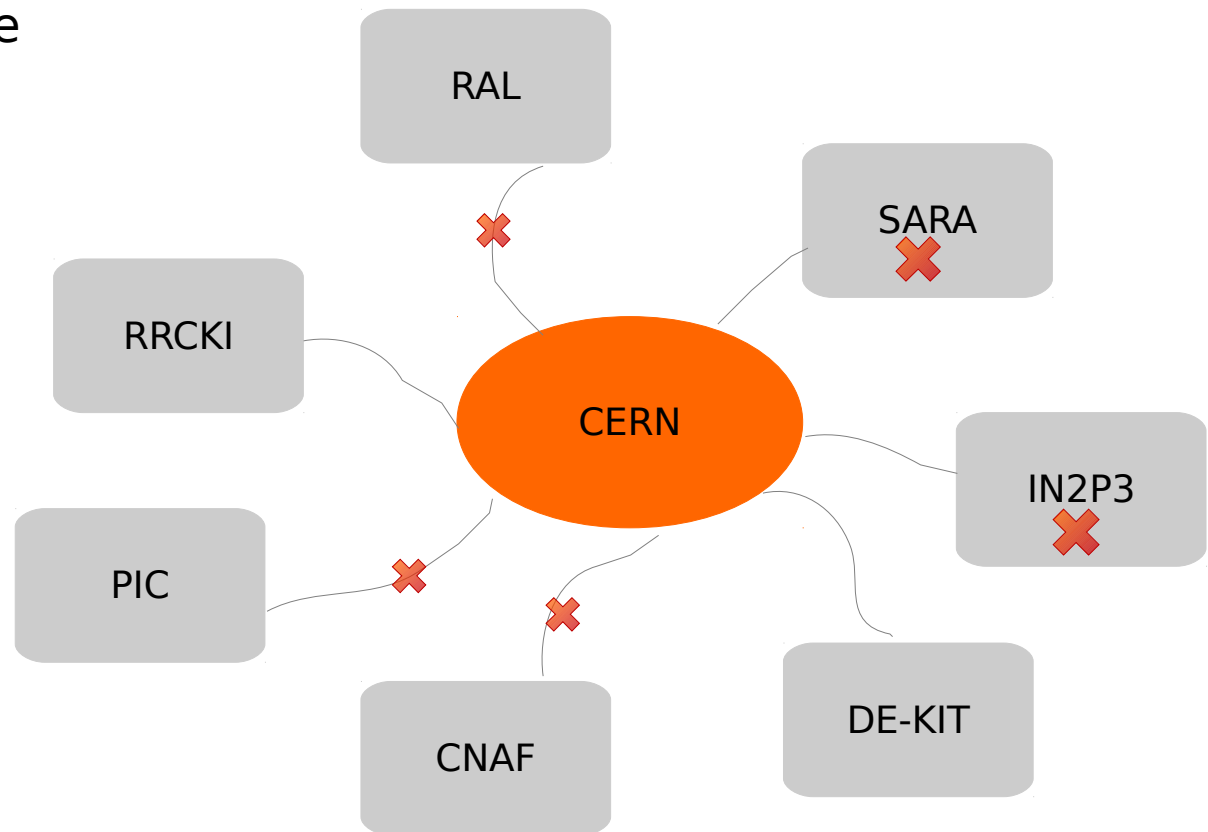 e
RAL
SARA
RRCKI
CERN
IN2P3
PIC
DE-KIT
CNAF